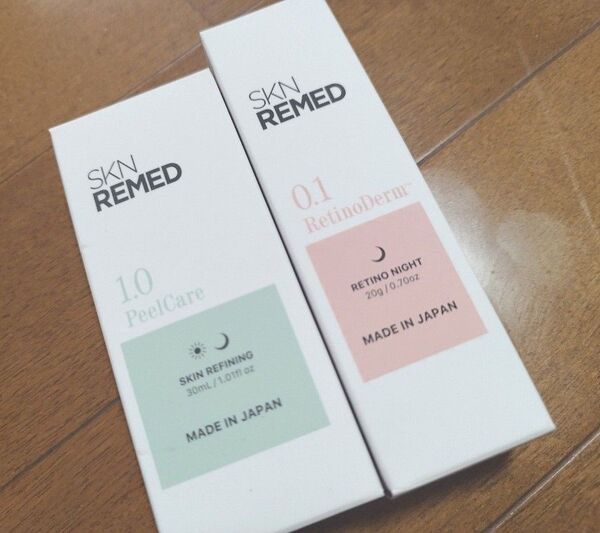 SKN
REMED
1.0
PeelCare
SKIN REFINING
30mL / 1.01fl oz
MADE IN JAPAN
SKN
REMED
0.1
RetinoDerm™
RETINO NIGHT
20g / 0.70oz
MADE IN JAPAN